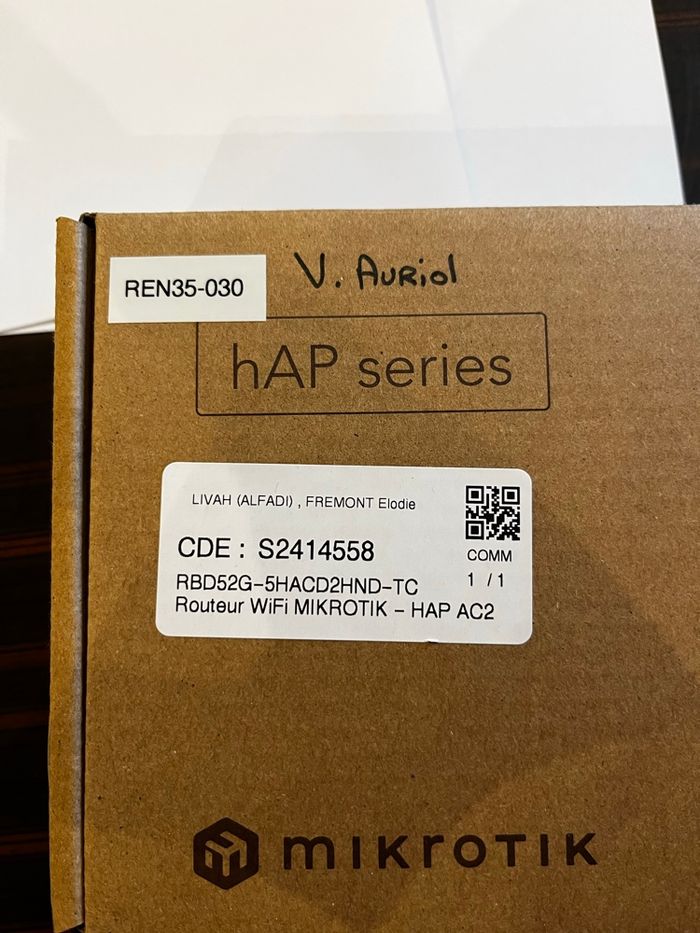 REN35-030
V. AURiol
hAP series
LIVAH (ALFADI) , FREMONT Elodie
CDE : S2414558
COMM
RBD52G-5HACD2HND-TC
1 / 1
Routeur WiFi MIKROTIK - HAP AC2
mikrotik